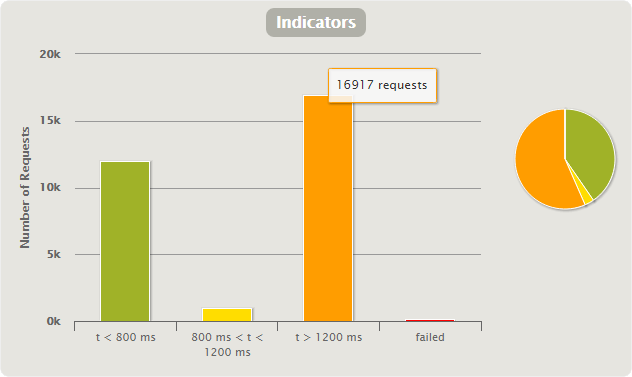 Indicators
20k
16917 requests
15k
10k
5k
0k
Number of Requests
t < 800 ms
800 ms < t <
1200 ms
t > 1200 ms
failed